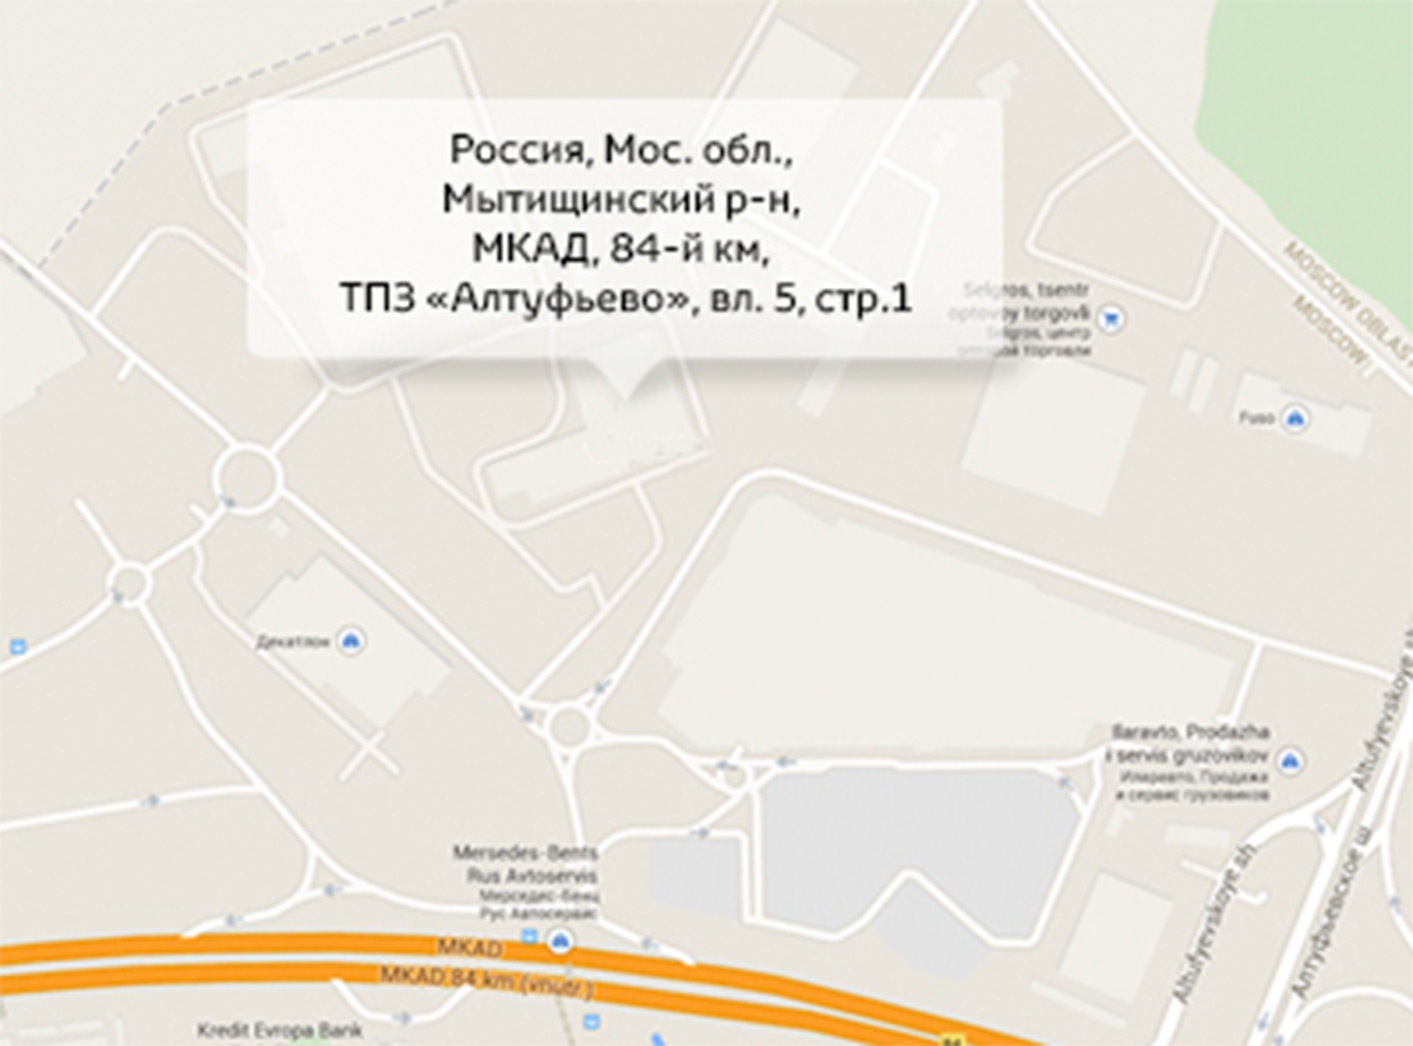 Россия, Мос. обл.,
Мытищинский р-н,
МКАД, 84-й км,
ТПЗ «Алтуфьево», вл. 5, стр.1
Selgros, tsentr
optovoy torgovli
Selgros, центр
оптовой торговли
MOSCOW OBLAST
MOSCOW
Fuso
Декатлон
Ilaravto, Prodazha
i servis gruzovikov
Иларавто, Продажа
и сервис грузовиков
Altufyevskoye sh
Altufyevskoye sh
Алтуфьевское ш
Mersedes-Bents
Rus Avtoservis
Мерседес-Бенц
Рус Автосервис
MKAD
MKAD 84 km (vnutr.)
Kredit Evropa Bank